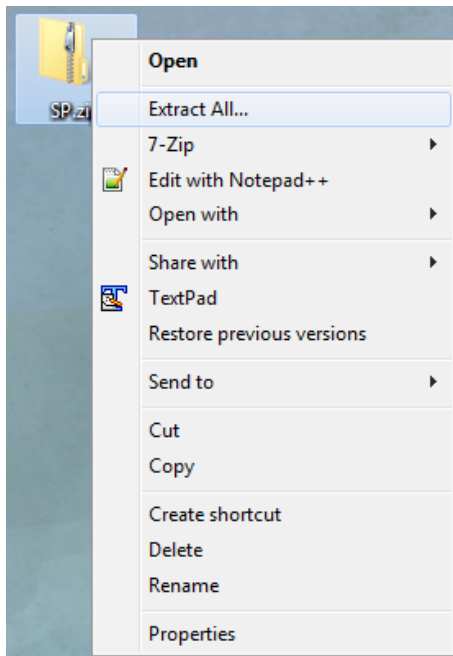 SP.zi
Open
Extract All...
7-Zip
Edit with Notepad++
Open with
Share with
TextPad
Restore previous versions
Send to
Cut
Copy
Create shortcut
Delete
Rename
Properties